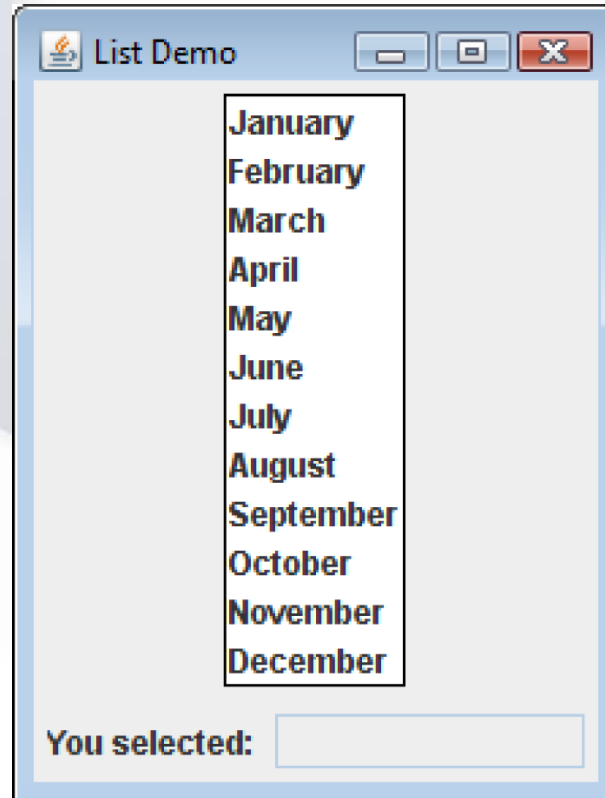 List Demo
January
February
March
April
May
June
July
August
September
October
November
December
You selected: